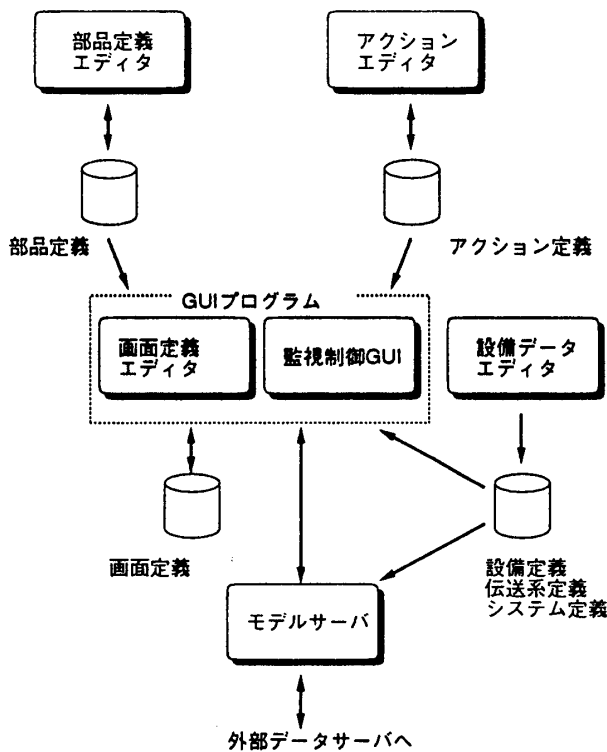 部品定義
エディタ
アクション
エディタ
部品定義
アクション定義
GUIプログラム
画面定義
エディタ
監視制御GUI
設備データ
エディタ
画面定義
設備定義
伝送系定義
システム定義
モデルサーバ
外部データサーバへ